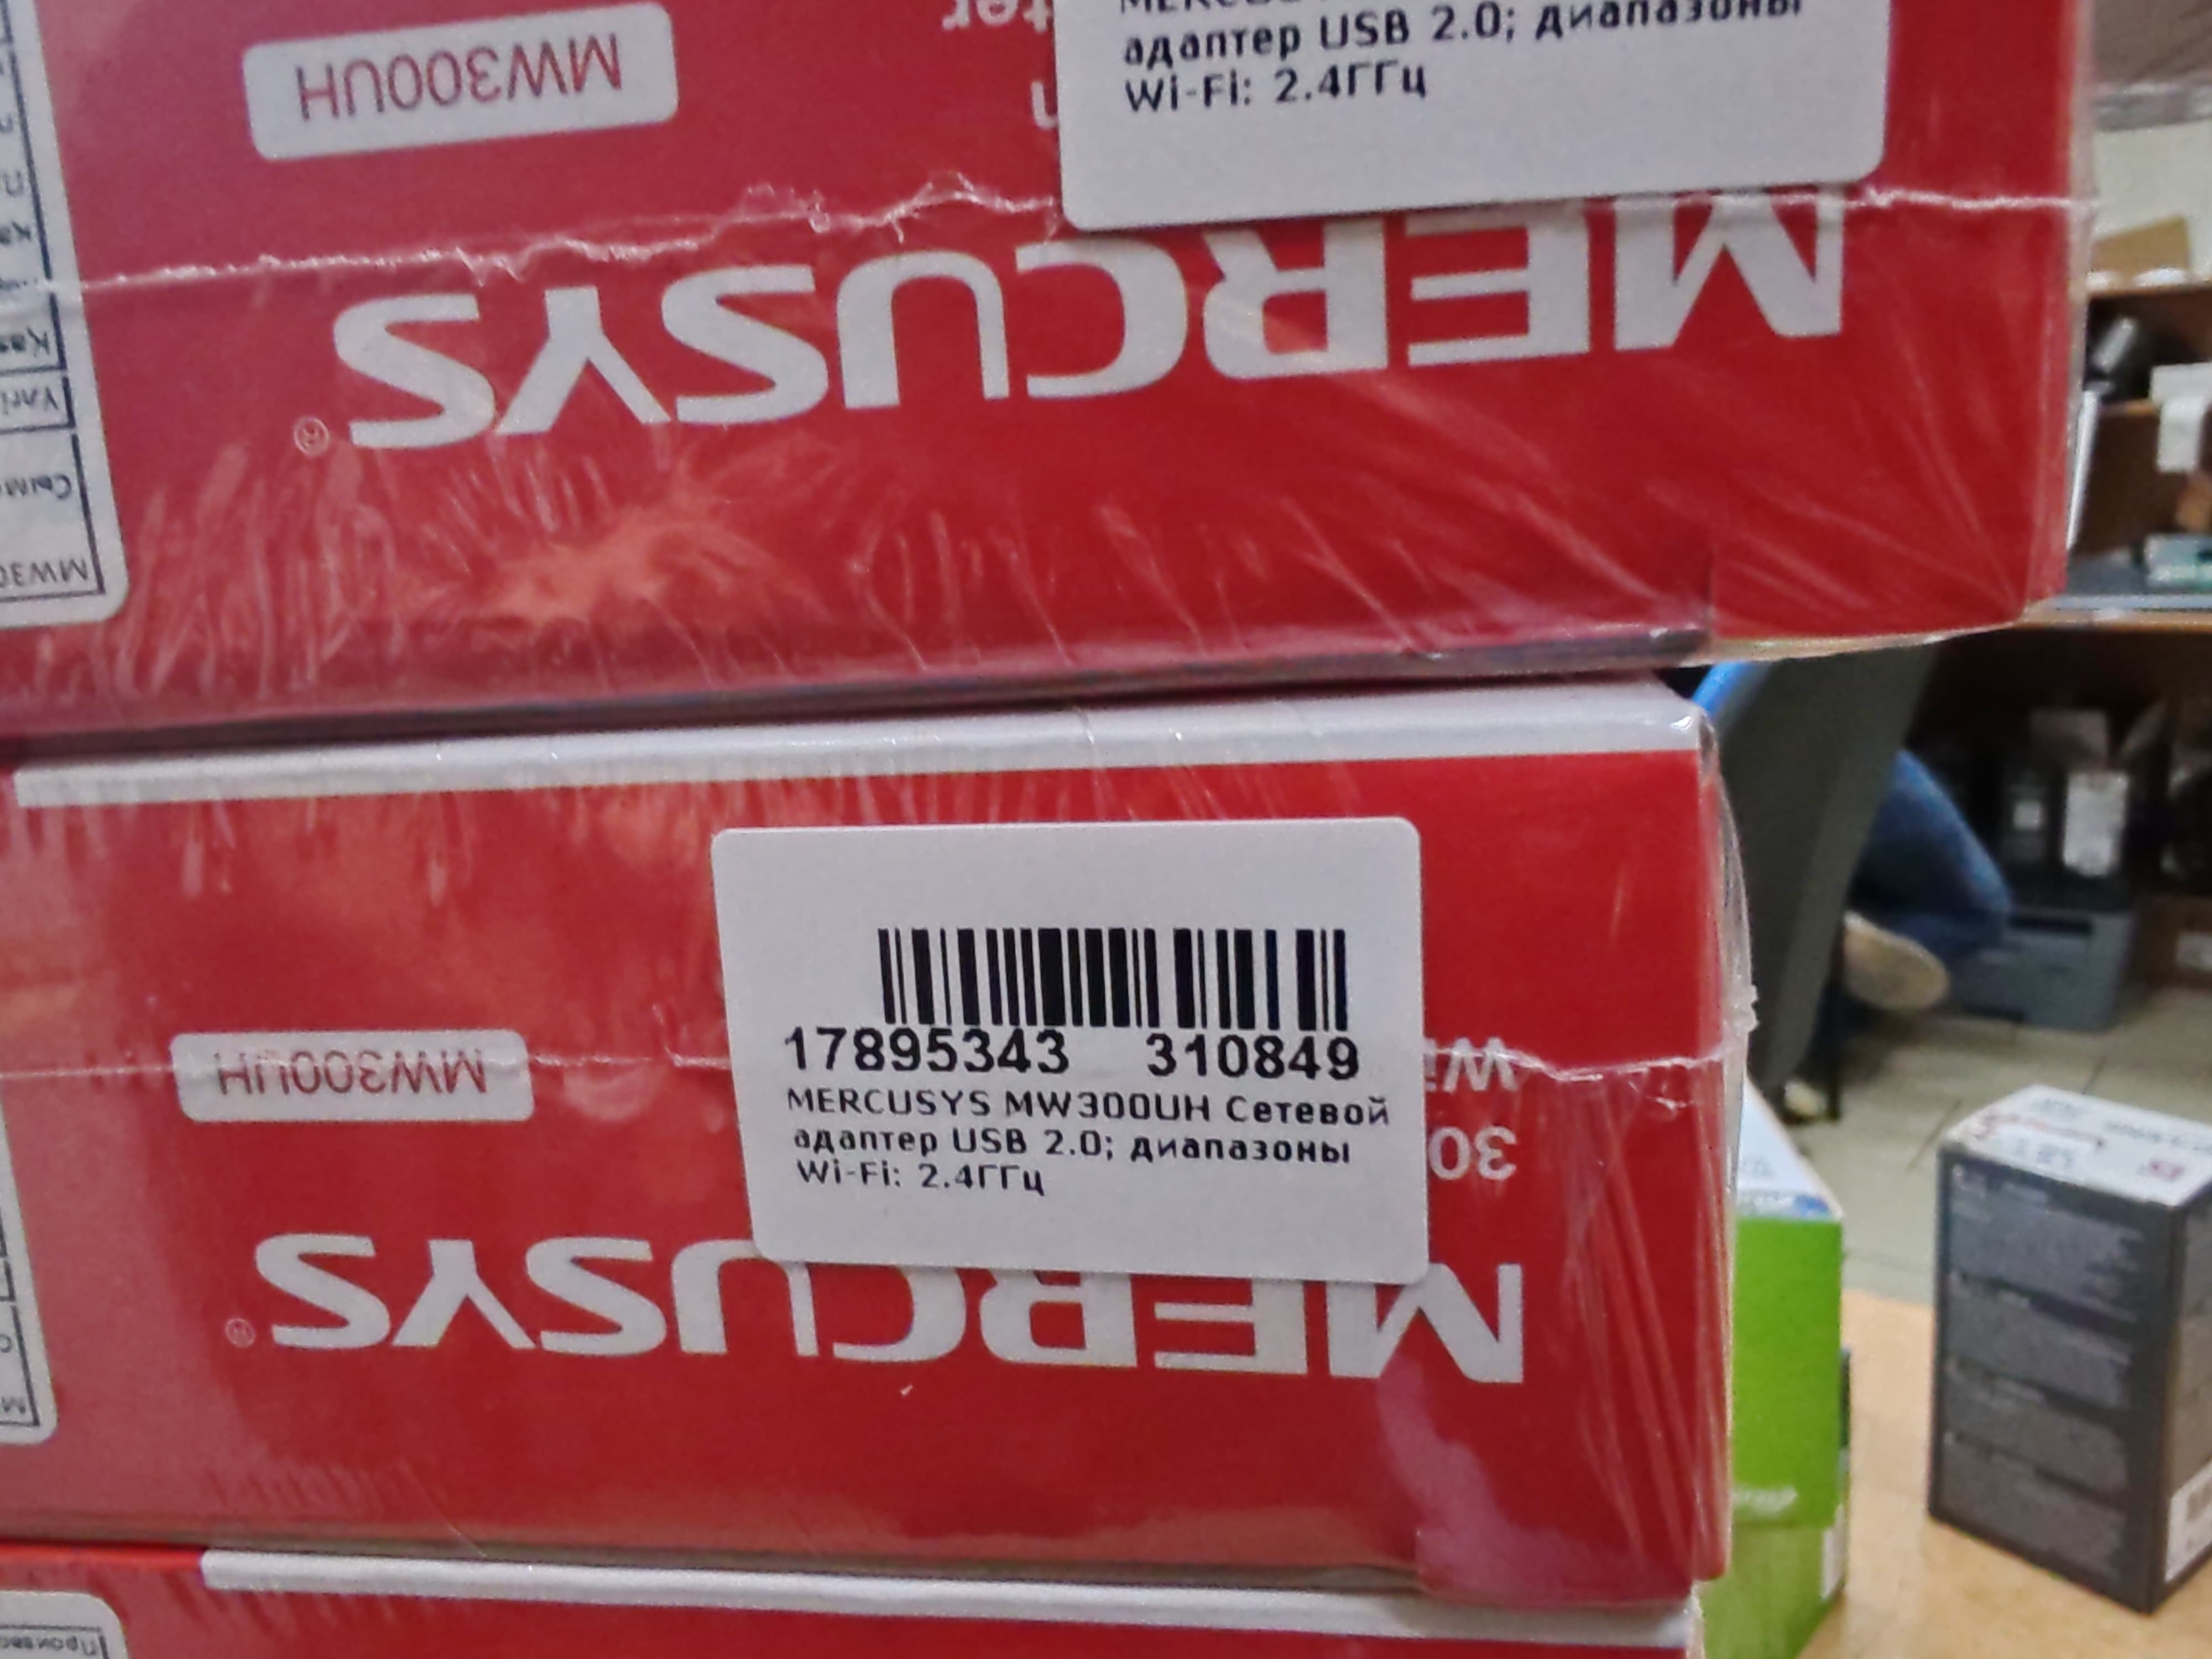 адаптер USB 2.0; диапазоны
Wi-Fi: 2.4ГГц
MW300UH
MERCUSYS®
17895343 310849
MERCUSYS MW300UH Сетевой
адаптер USB 2.0; диапазоны
Wi-Fi: 2.4ГГц
MW300UH
MERCUSYS®